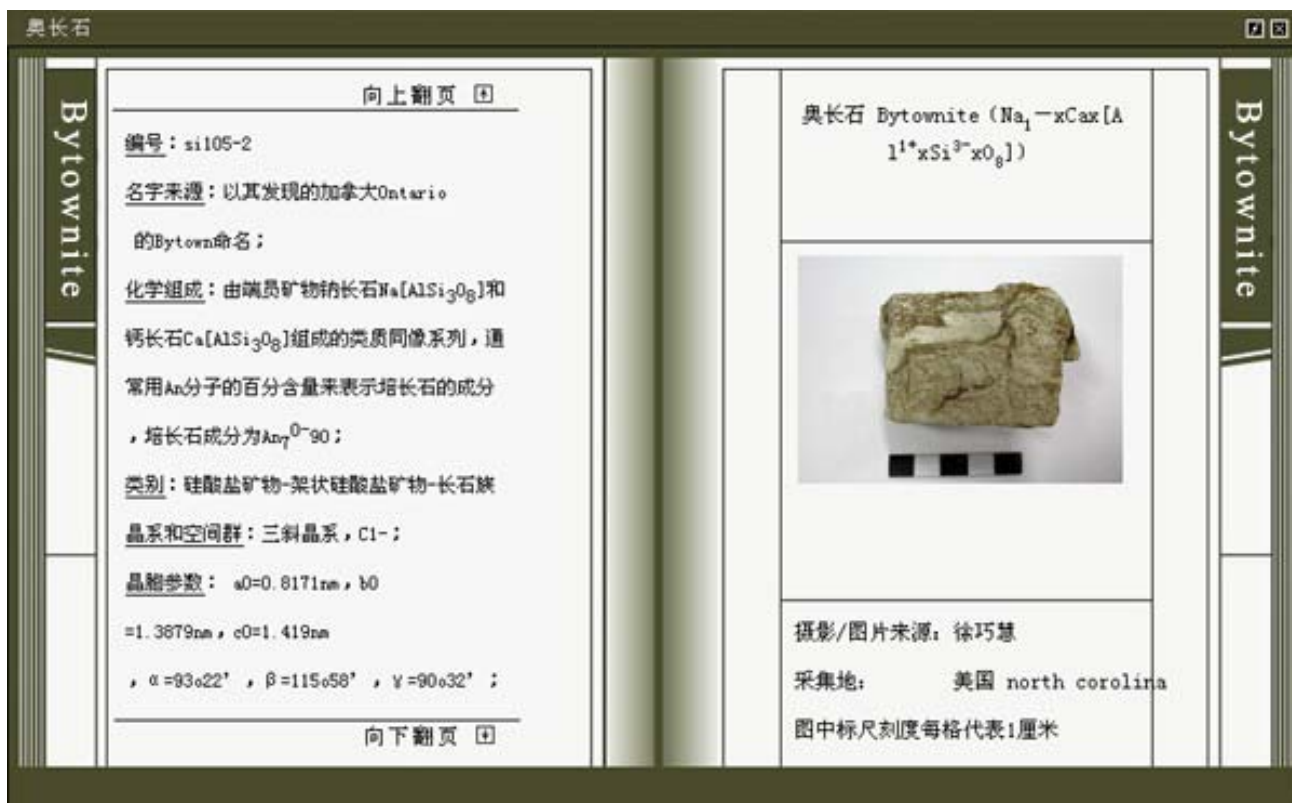 奥长石
Bytownite
向上翻页
编号：si105-2
名字来源：以其发现的加拿大Ontario
的Bytown命名；
化学组成：由端员矿物钠长石Na[AlSi₃O₈]和
钙长石Ca[AlSi₃O₈]组成的类质同像系列，通
常用An分子的百分含量来表示培长石的成分
，培长石成分为An₇⁰⁻90；
类别：硅酸盐矿物-架状硅酸盐矿物-长石族
晶系和空间群：三斜晶系，C1-；
晶胞参数： a0=0.8171nm，b0
=1.3879nm，c0=1.419nm
，α=93o22’，β=115o58’，γ=90o32’；
向下翻页
奥长石 Bytownite（Na₁—xCax[A
l¹⁺xSi³⁻xO₈]）
摄影/图片来源：徐巧慧
采集地： 美国 north corolina
图中标尺刻度每格代表1厘米
Bytownite